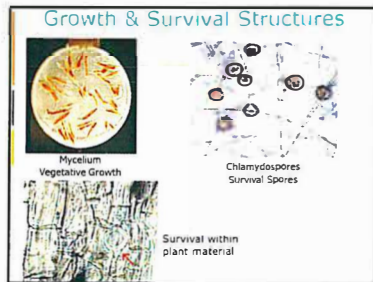 Growth & Survival Structures
Mycelium
Vegetative Growth
Chlamydospores
Survival Spores
Survival within
plant material